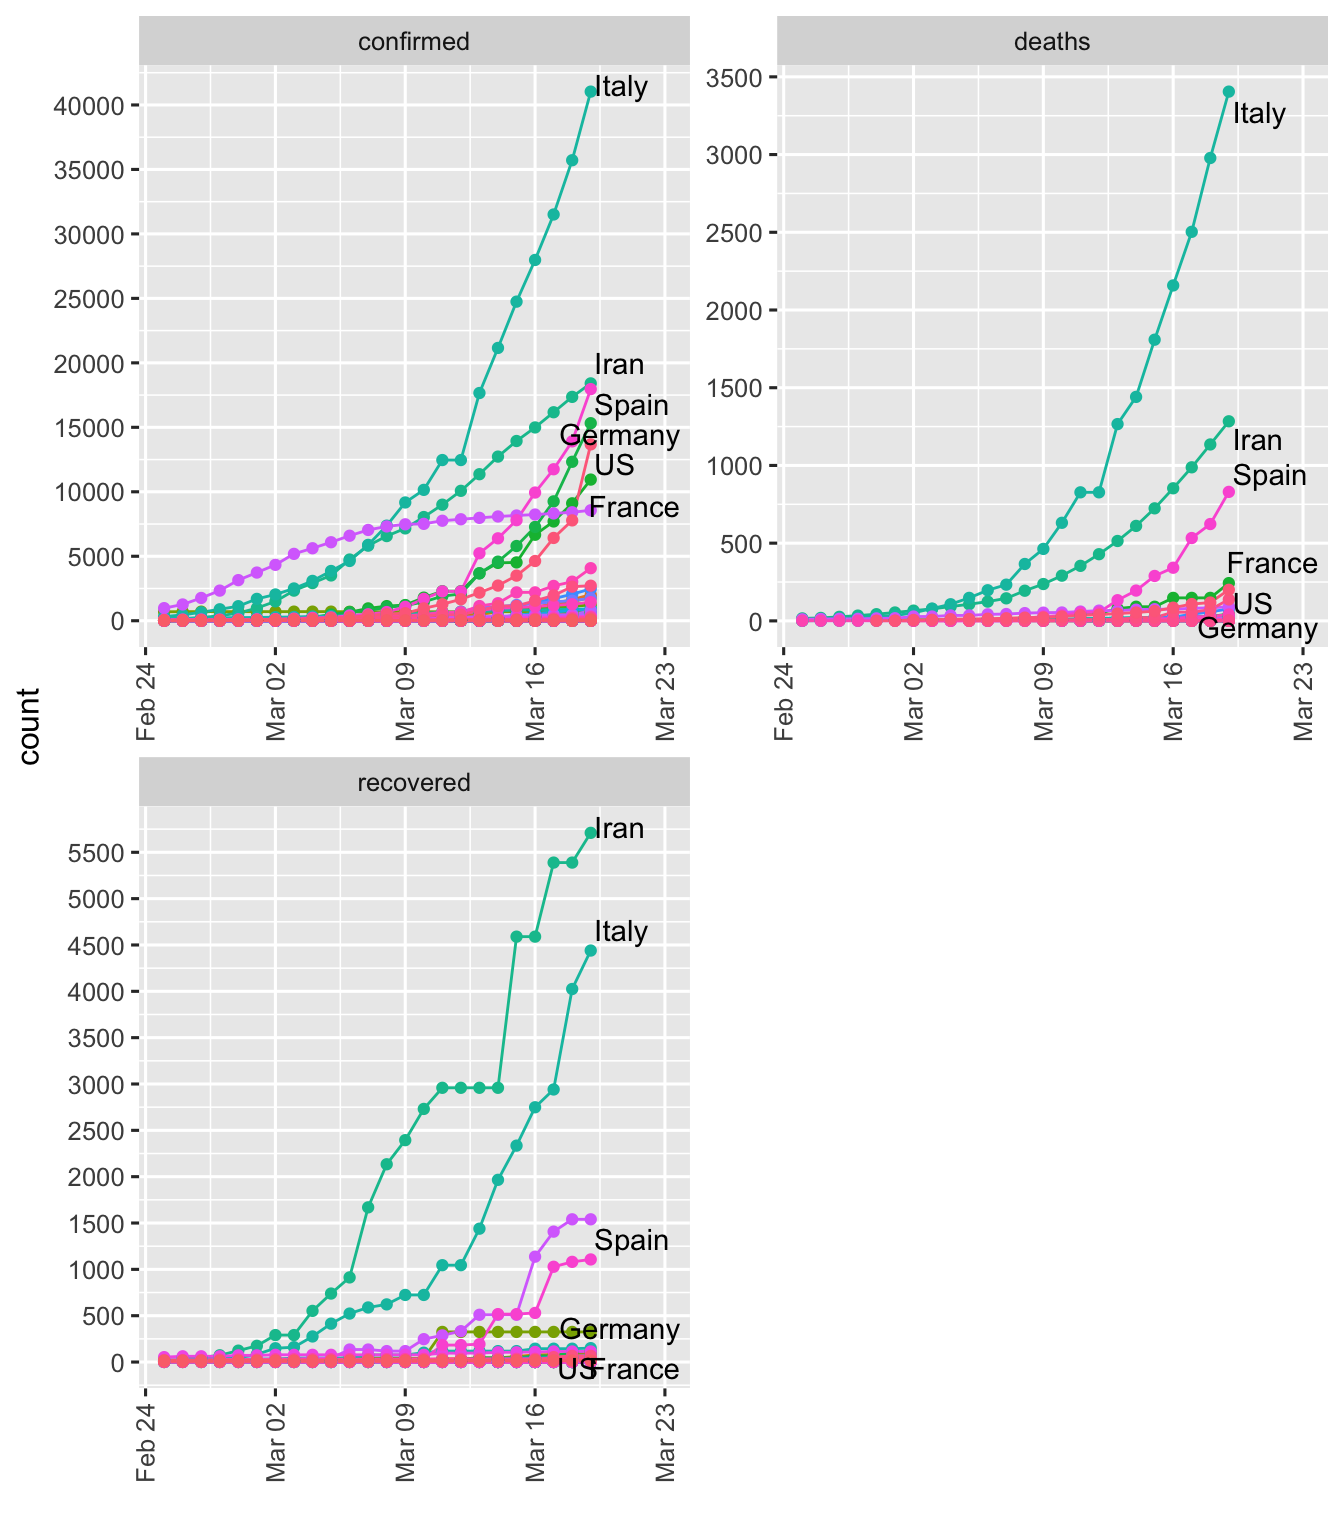 confirmed
40000
35000
30000
25000
20000
15000
10000
5000
0
Italy
Iran
Spain
Germany
US
France
Feb 24
Mar 02
Mar 09
Mar 16
Mar 23
deaths
3500
3000
2500
2000
1500
1000
500
0
Italy
Iran
Spain
France
US
Germany
Feb 24
Mar 02
Mar 09
Mar 16
Mar 23
count
recovered
5500
5000
4500
4000
3500
3000
2500
2000
1500
1000
500
0
Iran
Italy
Spain
Germany
US
France
Feb 24
Mar 02
Mar 09
Mar 16
Mar 23